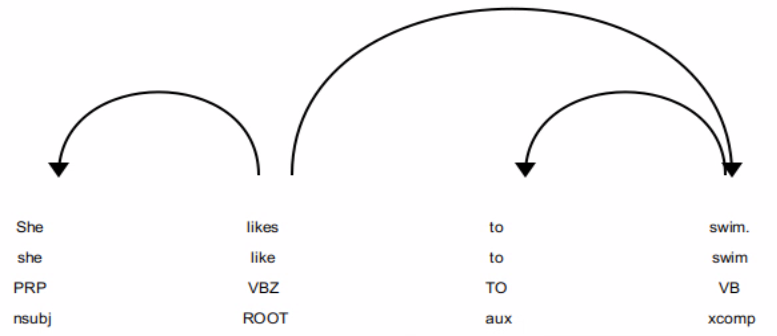 She likes to swim.
she like to swim
PRP VBZ TO VB
nsubj ROOT aux xcomp